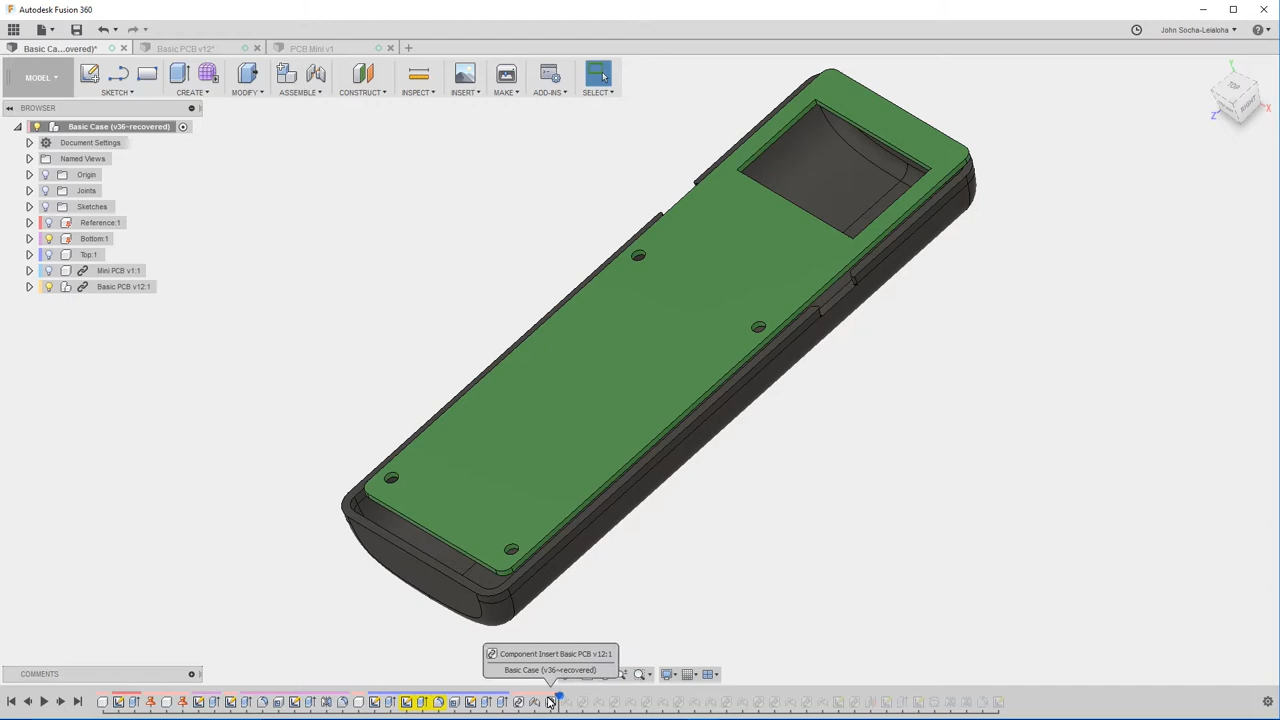 Autodesk Fusion 360
John Socha-Leialoha
Basic Ca...overed)*
Basic PCB v12*
PCB Mini v1
MODEL
SKETCH
CREATE
MODIFY
ASSEMBLE
CONSTRUCT
INSPECT
INSERT
MAKE
ADD-INS
SELECT
BROWSER
Basic Case (v36~recovered)
Document Settings
Named Views
Origin
Joints
Sketches
Reference:1
Bottom:1
Top:1
Mini PCB v1:1
Basic PCB v12:1
Y
TOP
RIGHT
X
Z
Component Insert Basic PCB v12:1
Basic Case (v36~recovered)
COMMENTS